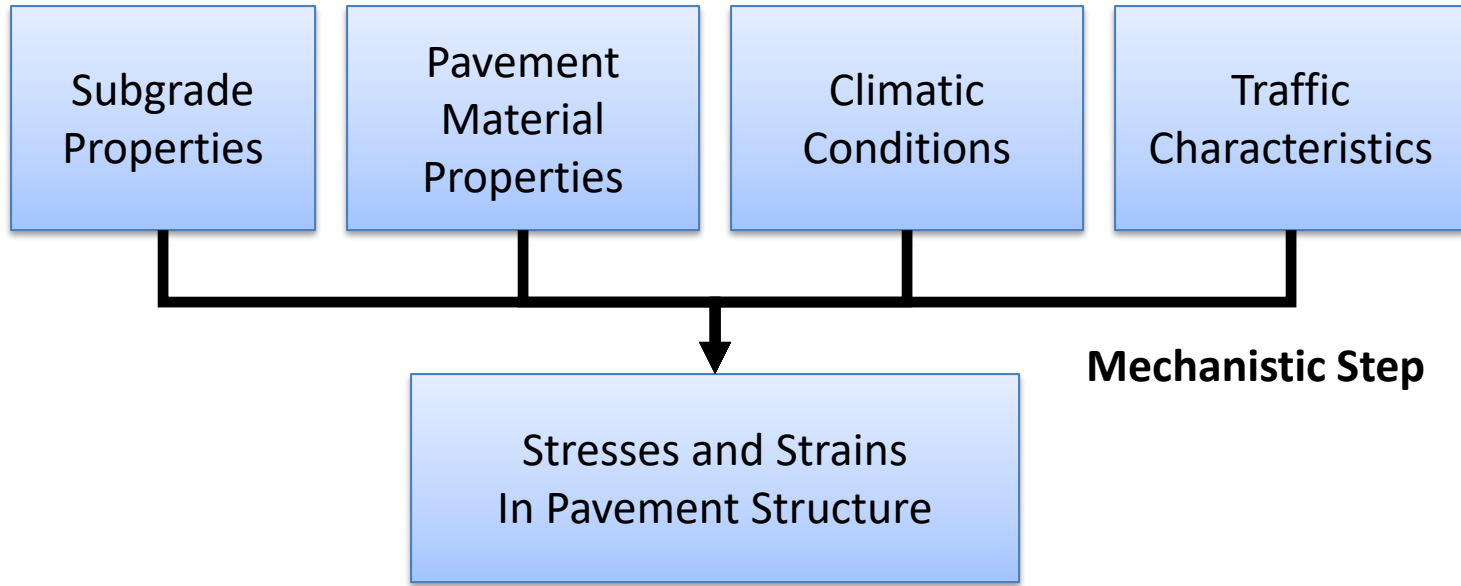 Subgrade
Properties
Pavement
Material
Properties
Climatic
Conditions
Traffic
Characteristics
Mechanistic Step
Stresses and Strains
In Pavement Structure